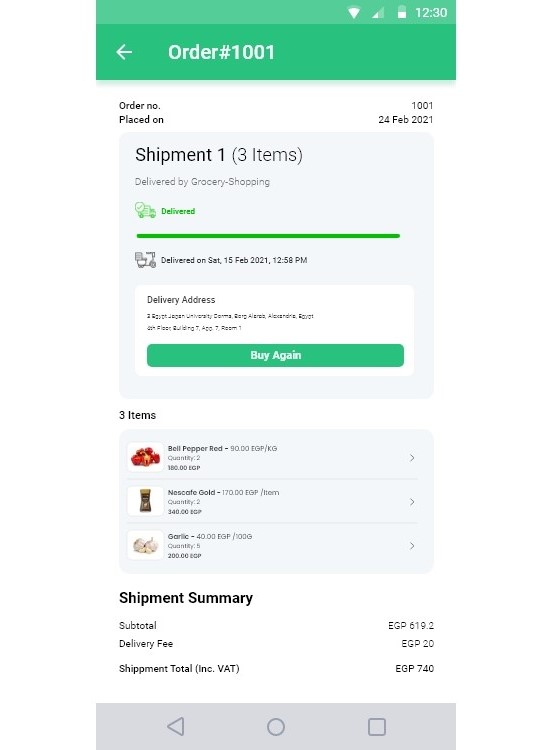 12:30
Order#1001
Order no. 1001
Placed on 24 Feb 2021
Shipment 1 (3 Items)
Delivered by Grocery-Shopping
Delivered
Delivered on Sat, 15 Feb 2021, 12:58 PM
Delivery Address
3 Egypt Japan University Dorms, Borg Alarab, Alexandria, Egypt
4th Floor, Building 7, App. 7, Room 1
Buy Again
3 Items
Bell Pepper Red - 90.00 EGP/KG
Quantity: 2
180.00 EGP
Nescafe Gold - 170.00 EGP /Item
Quantity: 2
340.00 EGP
Garlic - 40.00 EGP /100G
Quantity: 5
200.00 EGP
Shipment Summary
Subtotal EGP 619.2
Delivery Fee EGP 20
Shippment Total (Inc. VAT) EGP 740